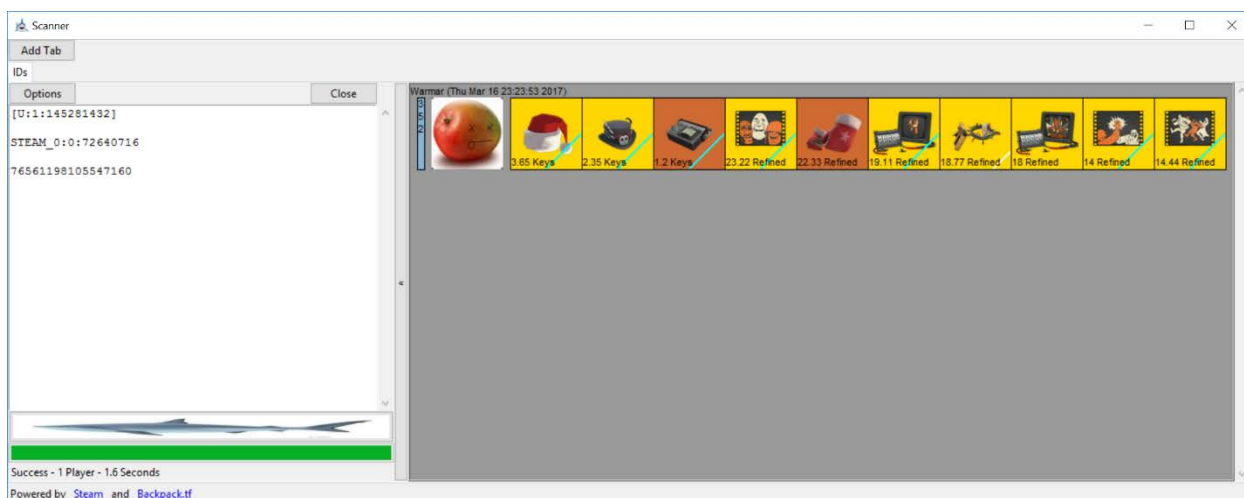 Scanner
Add Tab
IDs
Options Close
[U:1:145281432]
STEAM_0:0:72640716
76561198105547160
Warmar (Thu Mar 16 23:23:53 2017)
3
5
2
3.65 Keys 2.35 Keys 1.2 Keys 23.22 Refined 22.33 Refined 19.11 Refined 18.77 Refined 18 Refined 14 Refined 14.44 Refined
Success - 1 Player - 1.6 Seconds
Powered by Steam and Backpack.tf